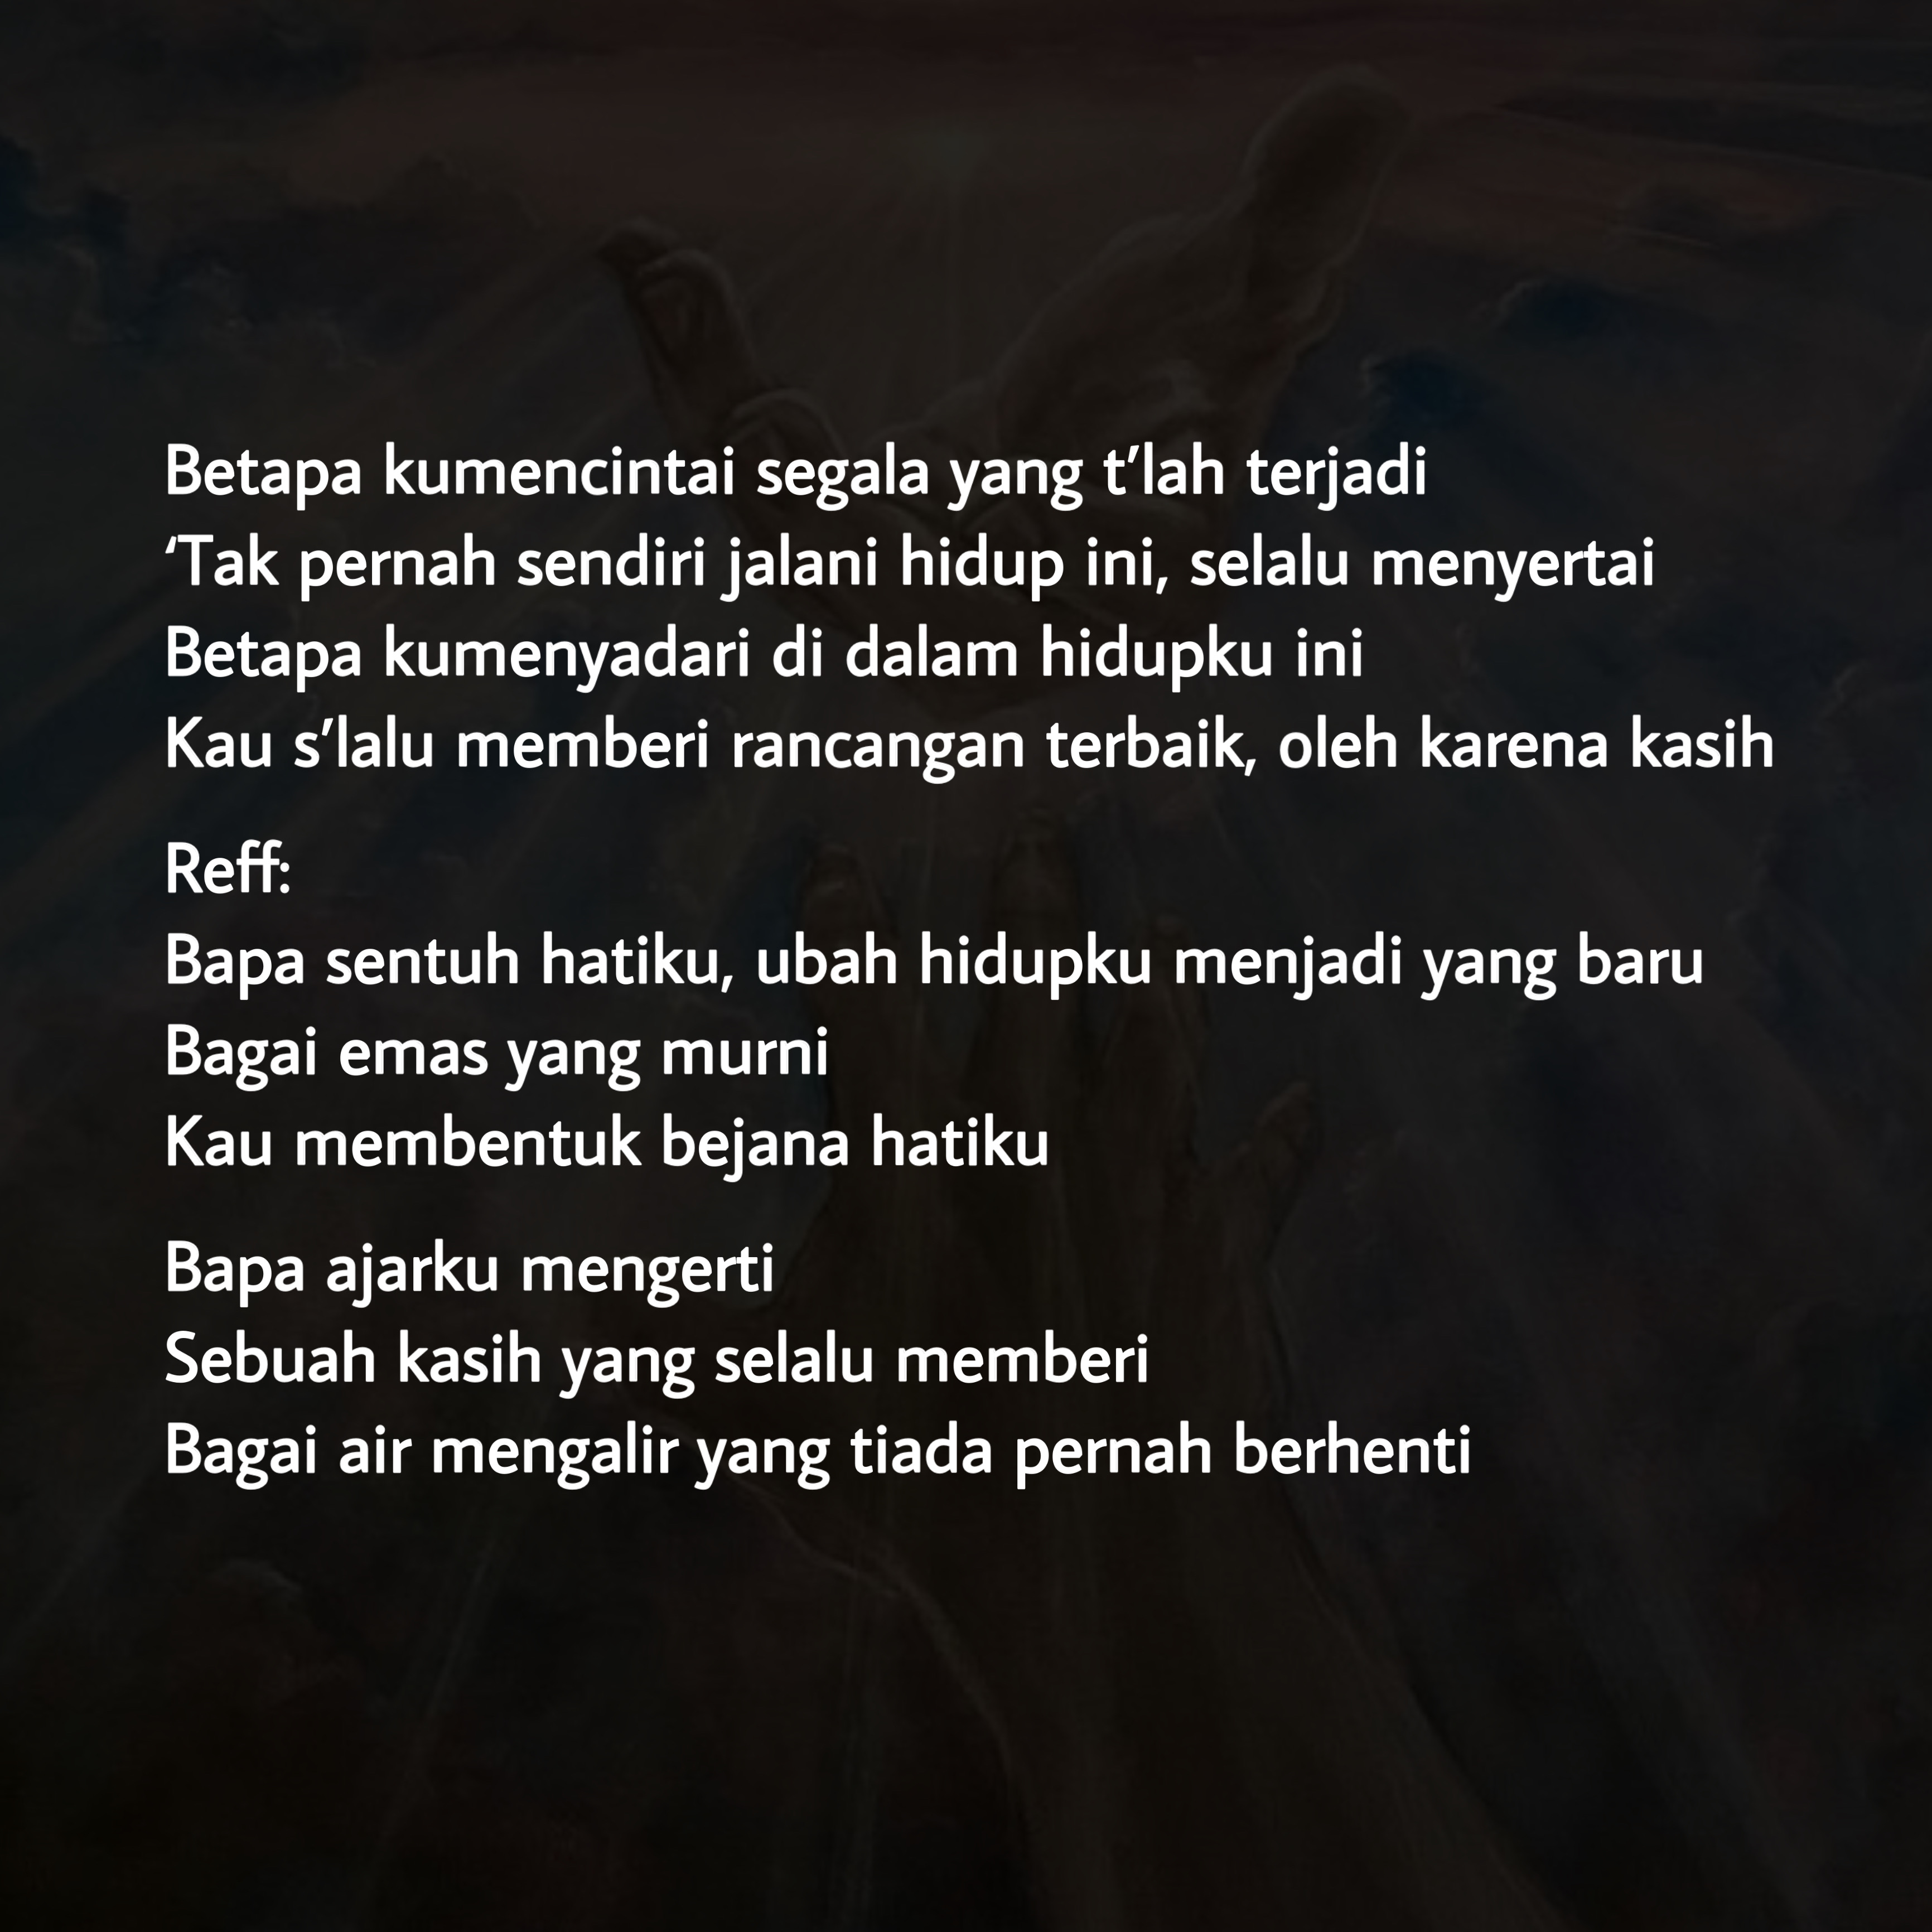 Betapa kumencintai segala yang t’lah terjadi
‘Tak pernah sendiri jalani hidup ini, selalu menyertai
Betapa kumenyadari di dalam hidupku ini
Kau s’lalu memberi rancangan terbaik, oleh karena kasih
Reff:
Bapa sentuh hatiku, ubah hidupku menjadi yang baru
Bagai emas yang murni
Kau membentuk bejana hatiku
Bapa ajarku mengerti
Sebuah kasih yang selalu memberi
Bagai air mengalir yang tiada pernah berhenti